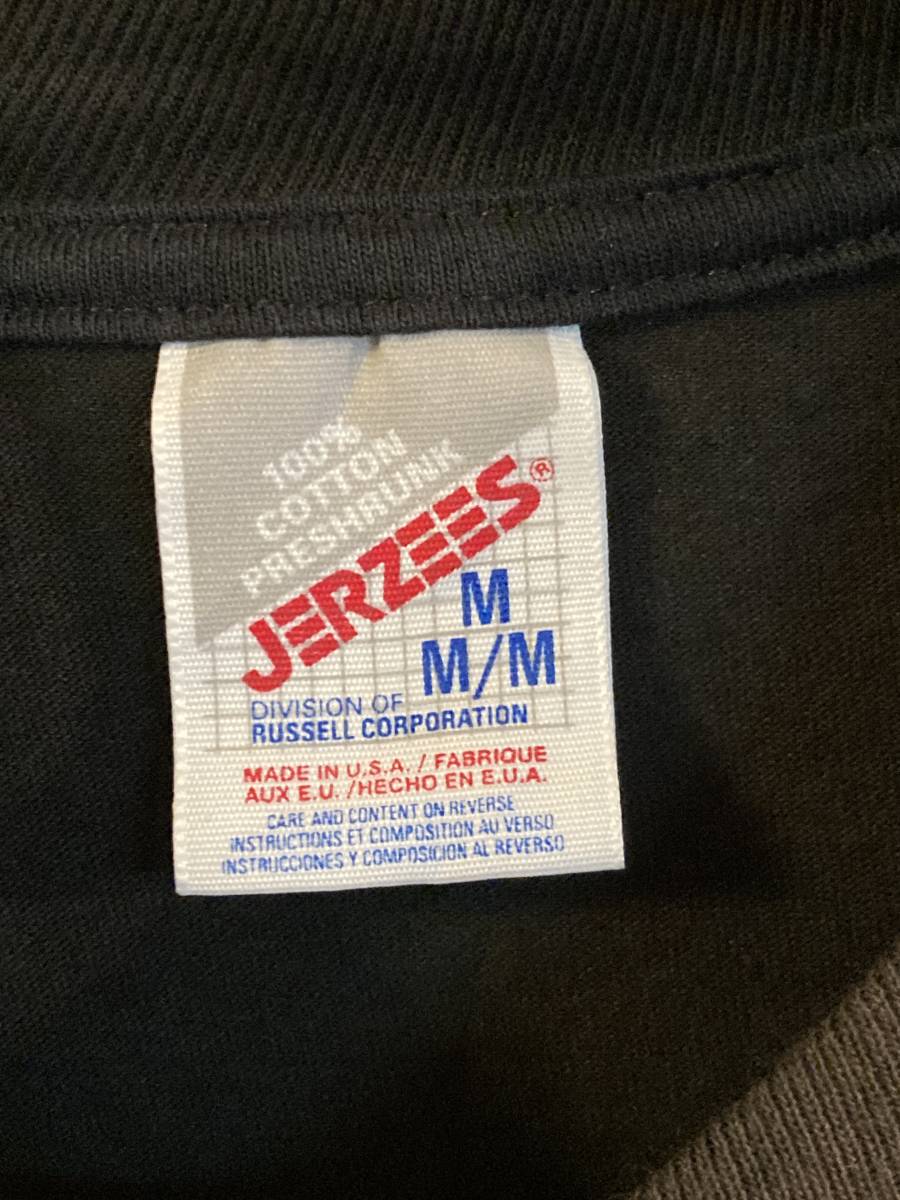 100%
COTTON
PRESHRUNK
JERZEES®
M
M/M
DIVISION OF
RUSSELL CORPORATION
MADE IN U.S.A. / FABRIQUE
AUX E.U. /HECHO EN E.U.A.
CARE AND CONTENT ON REVERSE
INSTRUCTIONS ET COMPOSITION AU VERSO
INSTRUCCIONES Y COMPOSICION AL REVERSO